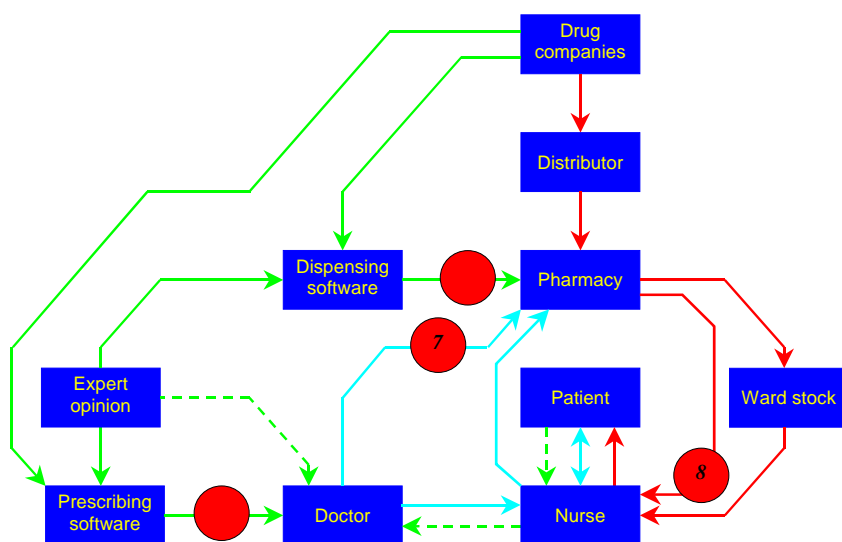 Drug
companies
Distributor
Dispensing
software
Pharmacy
7
Expert
opinion
Patient
Ward stock
8
Prescribing
software
Doctor
Nurse